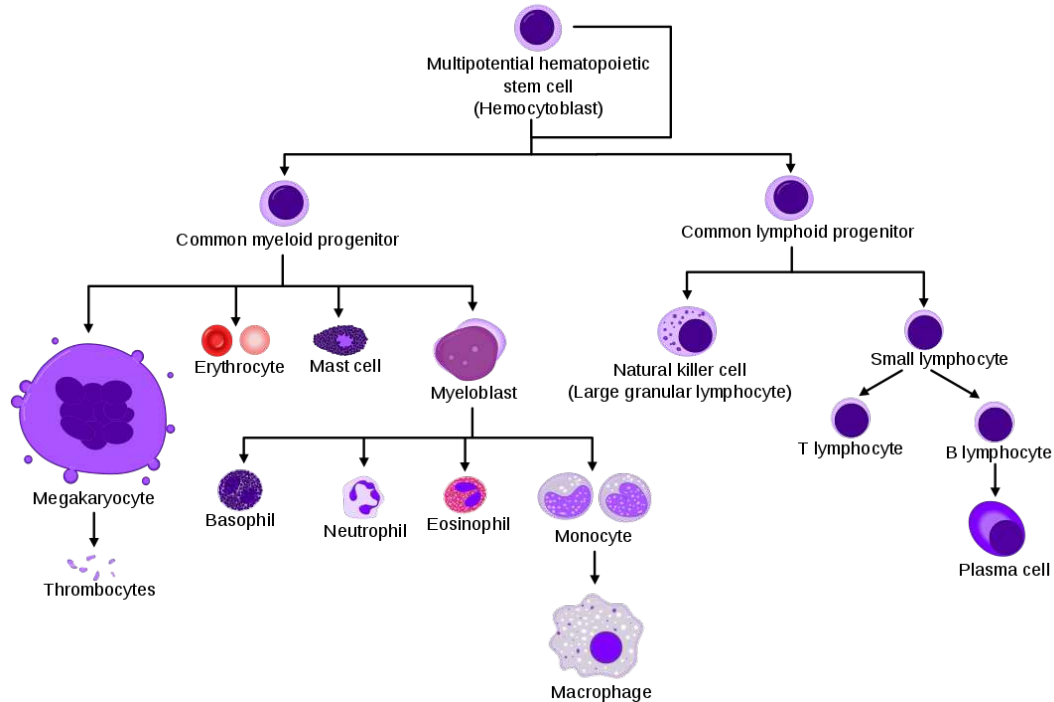 Multipotential hematopoietic
stem cell
(Hemocytoblast)
Common myeloid progenitor
Common lymphoid progenitor
Erythrocyte
Mast cell
Myeloblast
Natural killer cell
(Large granular lymphocyte)
Small lymphocyte
T lymphocyte
B lymphocyte
Megakaryocyte
Basophil
Neutrophil
Eosinophil
Monocyte
Plasma cell
Thrombocytes
Macrophage